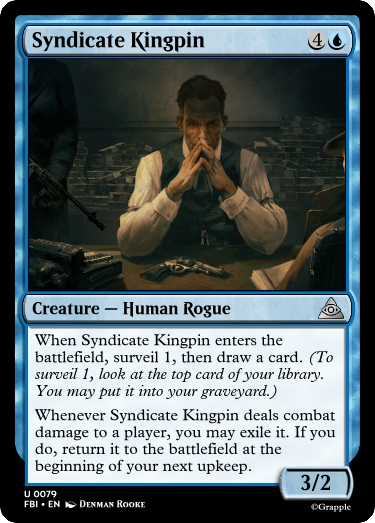 Syndicate Kingpin 4
Creature — Human Rogue
When Syndicate Kingpin enters the
battlefield, surveil 1, then draw a card. (To
surveil 1, look at the top card of your library.
You may put it into your graveyard.)
Whenever Syndicate Kingpin deals combat
damage to a player, you may exile it. If you
do, return it to the battlefield at the
beginning of your next upkeep.
3/2
U 0079
FBI • EN DENMAN ROOKE
©Grapple